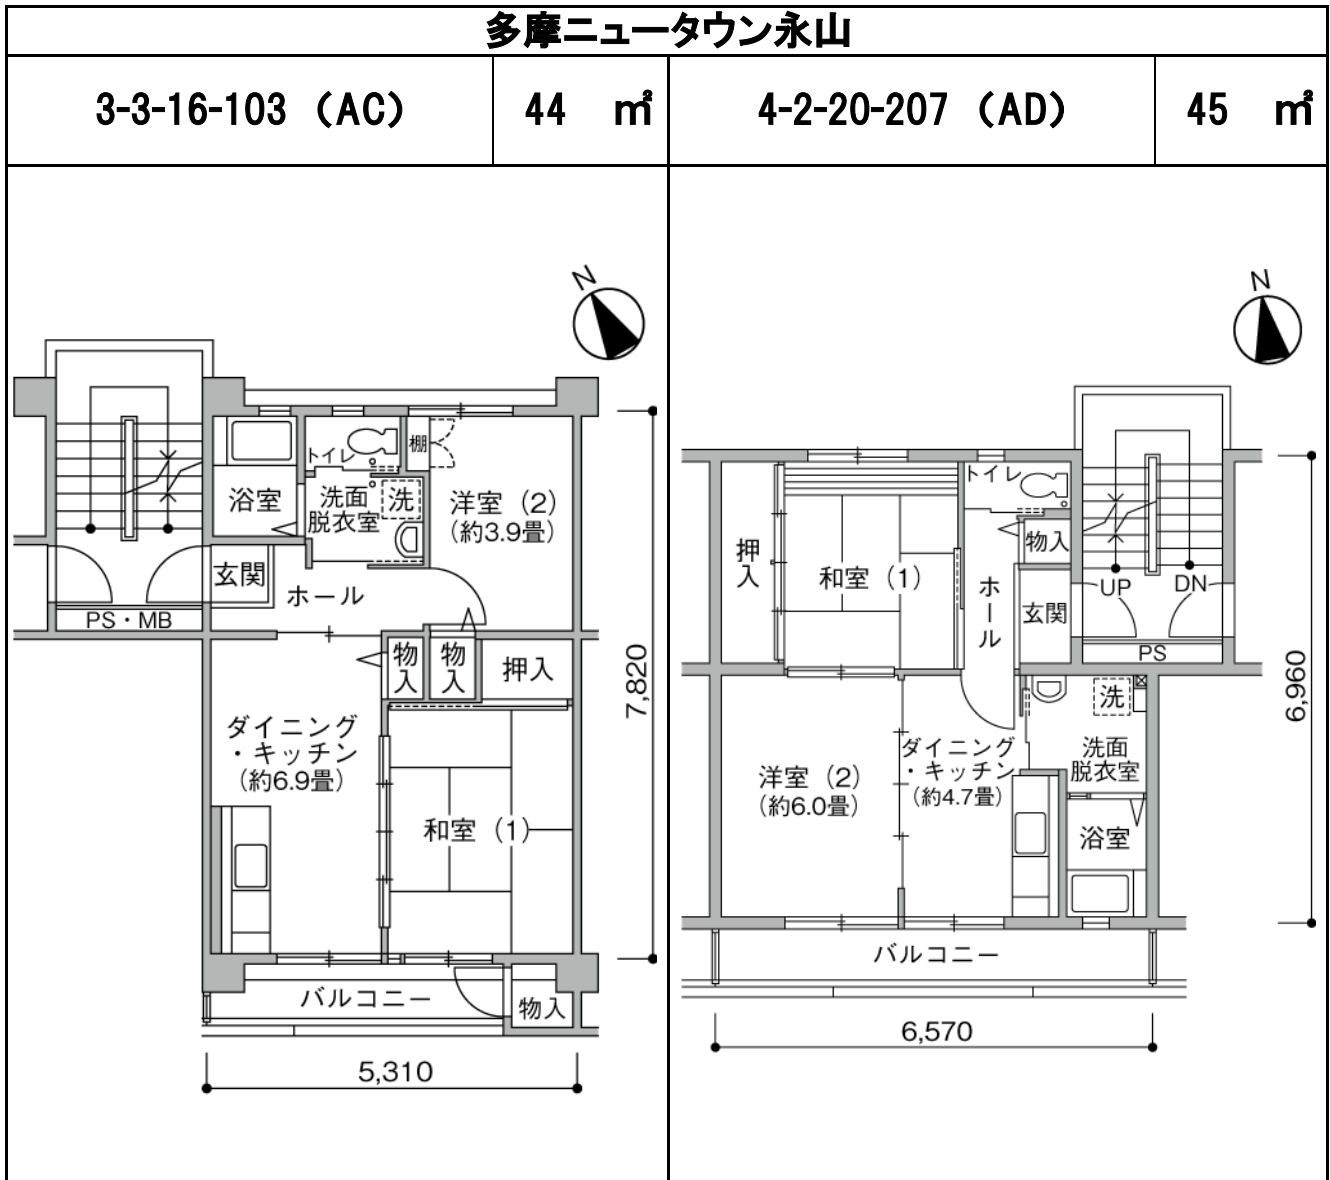 多摩ニュータウン永山
3-3-16-103 （AC）
44 ㎡
4-2-20-207 （AD）
45 ㎡
N
トイレ
棚
浴室
洗面
脱衣室
洗
洋室（2）
（約3.9畳）
玄関
ホール
PS・MB
物入
物入
押入
7,820
ダイニング
・キッチン
（約6.9畳）
和室（1）
バルコニー
物入
5,310
N
トイレ
押入
和室（1）
物入
ホール
玄関
UP
DN
PS
洗
6,960
洗面
脱衣室
ダイニング
・キッチン
（約4.7畳）
洋室（2）
（約6.0畳）
浴室
バルコニー
6,570